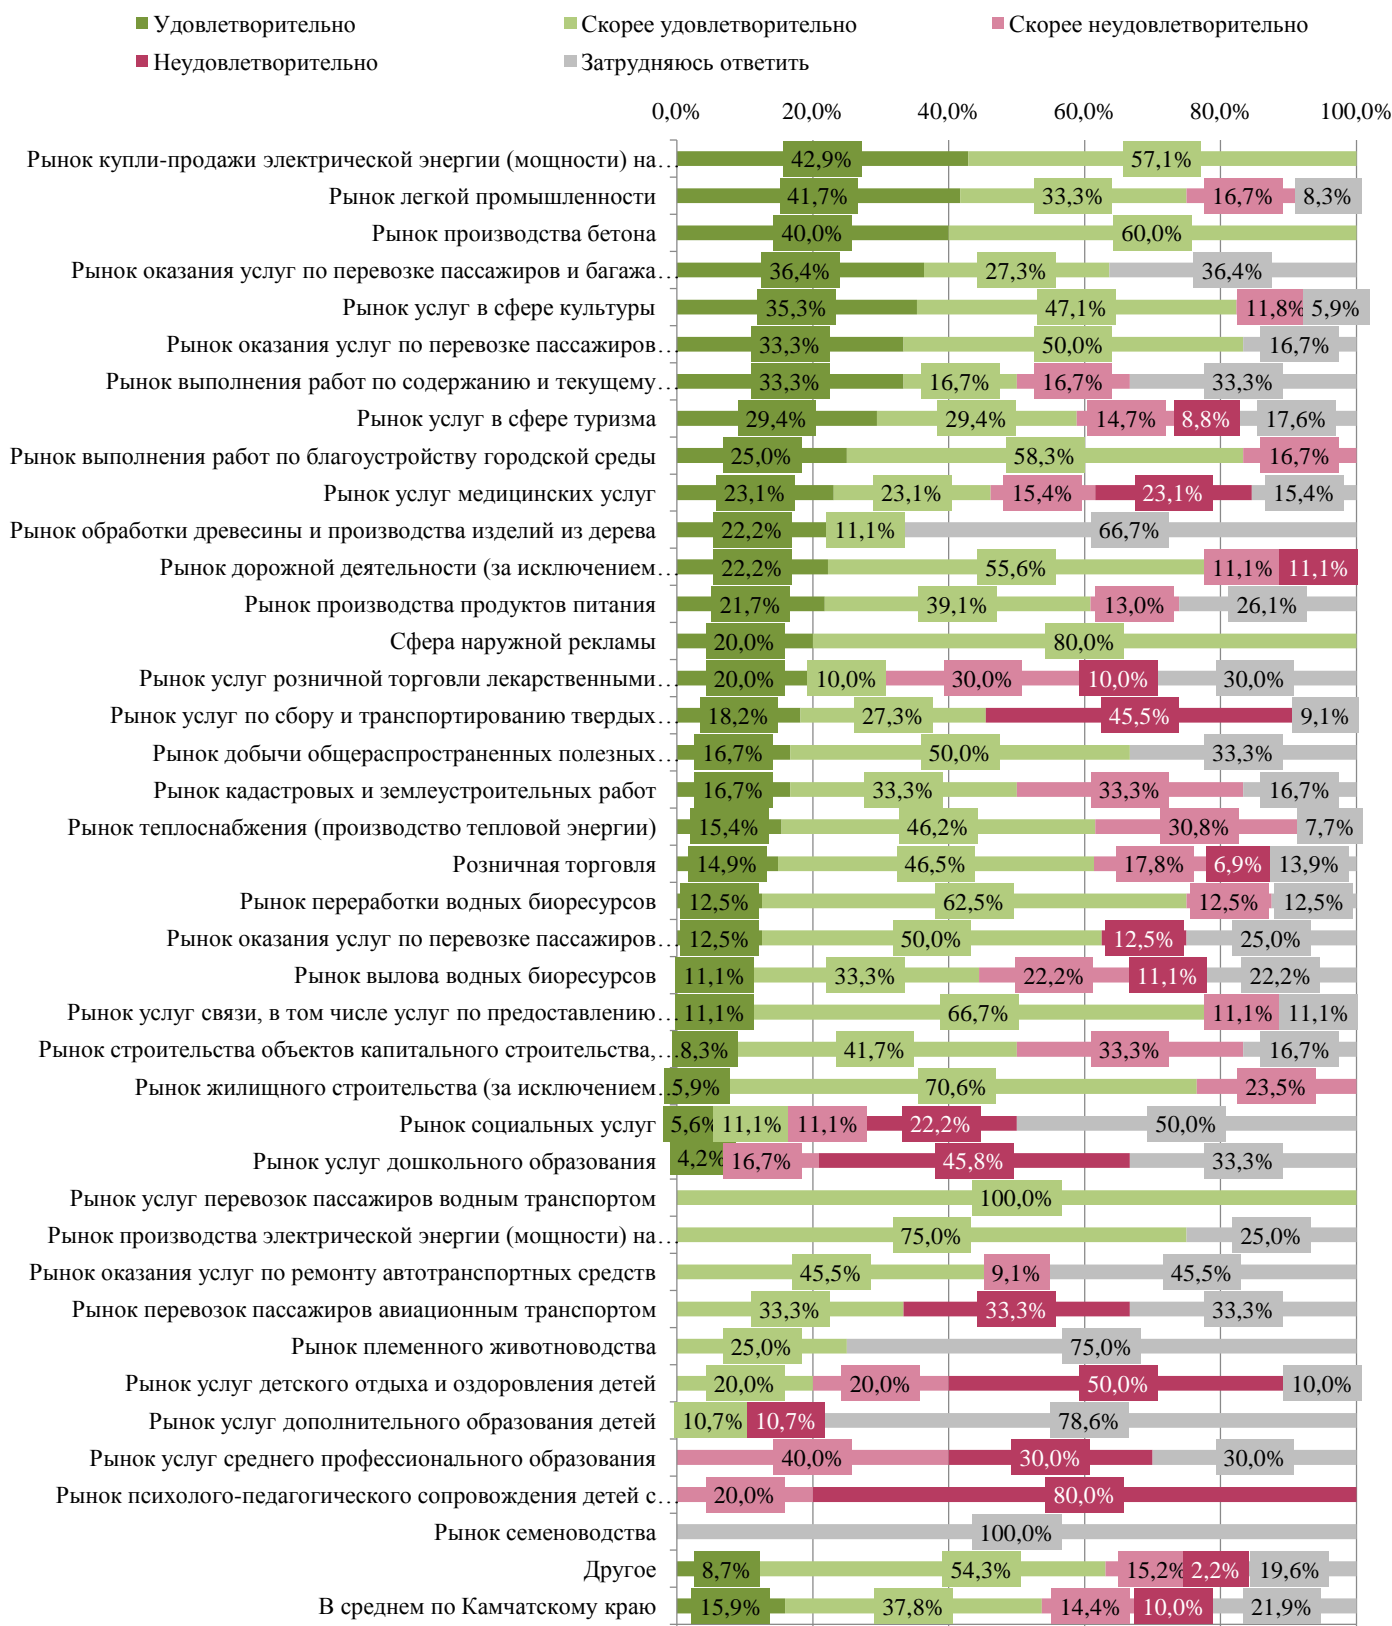 Удовлетворительно Скорее удовлетворительно Скорее неудовлетворительно
Неудовлетворительно Затрудняюсь ответить
0,0% 20,0% 40,0% 60,0% 80,0% 100,0%
Рынок купли-продажи электрической энергии (мощности) на… 42,9% 57,1%
Рынок легкой промышленности 41,7% 33,3% 16,7% 8,3%
Рынок производства бетона 40,0% 60,0%
Рынок оказания услуг по перевозке пассажиров и багажа… 36,4% 27,3% 36,4%
Рынок услуг в сфере культуры 35,3% 47,1% 11,8% 5,9%
Рынок оказания услуг по перевозке пассажиров… 33,3% 50,0% 16,7%
Рынок выполнения работ по содержанию и текущему… 33,3% 16,7% 16,7% 33,3%
Рынок услуг в сфере туризма 29,4% 29,4% 14,7% 8,8% 17,6%
Рынок выполнения работ по благоустройству городской среды 25,0% 58,3% 16,7%
Рынок услуг медицинских услуг 23,1% 23,1% 15,4% 23,1% 15,4%
Рынок обработки древесины и производства изделий из дерева 22,2% 11,1% 66,7%
Рынок дорожной деятельности (за исключением… 22,2% 55,6% 11,1% 11,1%
Рынок производства продуктов питания 21,7% 39,1% 13,0% 26,1%
Сфера наружной рекламы 20,0% 80,0%
Рынок услуг розничной торговли лекарственными… 20,0% 10,0% 30,0% 10,0% 30,0%
Рынок услуг по сбору и транспортированию твердых… 18,2% 27,3% 45,5% 9,1%
Рынок добычи общераспространенных полезных… 16,7% 50,0% 33,3%
Рынок кадастровых и землеустроительных работ 16,7% 33,3% 33,3% 16,7%
Рынок теплоснабжения (производство тепловой энергии) 15,4% 46,2% 30,8% 7,7%
Розничная торговля 14,9% 46,5% 17,8% 6,9% 13,9%
Рынок переработки водных биоресурсов 12,5% 62,5% 12,5% 12,5%
Рынок оказания услуг по перевозке пассажиров… 12,5% 50,0% 12,5% 25,0%
Рынок вылова водных биоресурсов 11,1% 33,3% 22,2% 11,1% 22,2%
Рынок услуг связи, в том числе услуг по предоставлению… 11,1% 66,7% 11,1% 11,1%
Рынок строительства объектов капитального строительства,… 8,3% 41,7% 33,3% 16,7%
Рынок жилищного строительства (за исключением… 5,9% 70,6% 23,5%
Рынок социальных услуг 5,6% 11,1% 11,1% 22,2% 50,0%
Рынок услуг дошкольного образования 4,2% 16,7% 45,8% 33,3%
Рынок услуг перевозок пассажиров водным транспортом 100,0%
Рынок производства электрической энергии (мощности) на… 75,0% 25,0%
Рынок оказания услуг по ремонту автотранспортных средств 45,5% 9,1% 45,5%
Рынок перевозок пассажиров авиационным транспортом 33,3% 33,3% 33,3%
Рынок племенного животноводства 25,0% 75,0%
Рынок услуг детского отдыха и оздоровления детей 20,0% 20,0% 50,0% 10,0%
Рынок услуг дополнительного образования детей 10,7% 10,7% 78,6%
Рынок услуг среднего профессионального образования 40,0% 30,0% 30,0%
Рынок психолого-педагогического сопровождения детей с… 20,0% 80,0%
Рынок семеноводства 100,0%
Другое 8,7% 54,3% 15,2% 2,2% 19,6%
В среднем по Камчатскому краю 15,9% 37,8% 14,4% 10,0% 21,9%